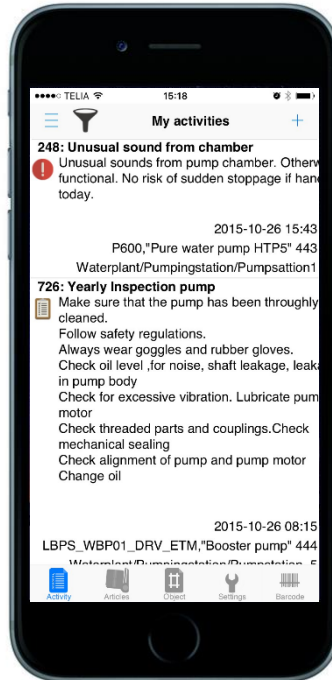 TELIA 15:18
My activities +
248: Unusual sound from chamber
Unusual sounds from pump chamber. Otherw
functional. No risk of sudden stoppage if hand
today.
2015-10-26 15:43
P600,"Pure water pump HTP5" 443
Waterplant/Pumpingstation/Pumpsattion1
726: Yearly Inspection pump
Make sure that the pump has been throughly
cleaned.
Follow safety regulations.
Always wear goggles and rubber gloves.
Check oil level ,for noise, shaft leakage, leaka
in pump body
Check for excessive vibration. Lubricate pum
motor
Check threaded parts and couplings.Check
mechanical sealing
Check alignment of pump and pump motor
Change oil
2015-10-26 08:15
LBPS_WBP01_DRV_ETM,"Booster pump" 444
Waterplant/Pumpingstation/Pumpstation 5
Activity Articles Object Settings Barcode